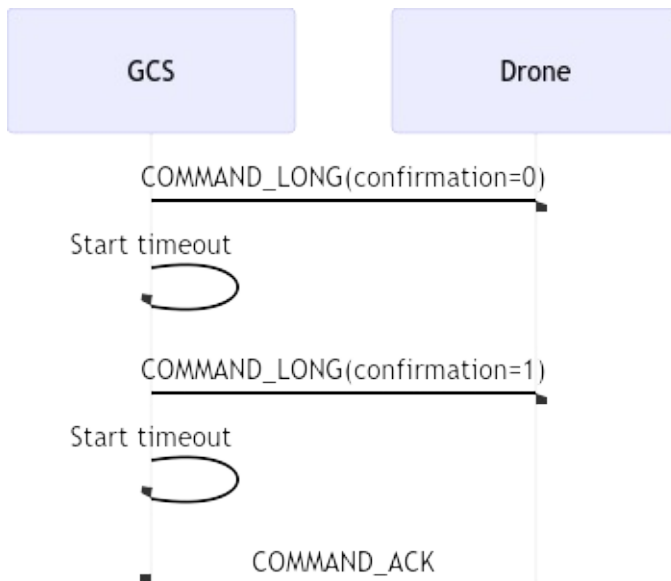 GCS
Drone
COMMAND_LONG(confirmation=0)
Start timeout
COMMAND_LONG(confirmation=1)
Start timeout
COMMAND_ACK